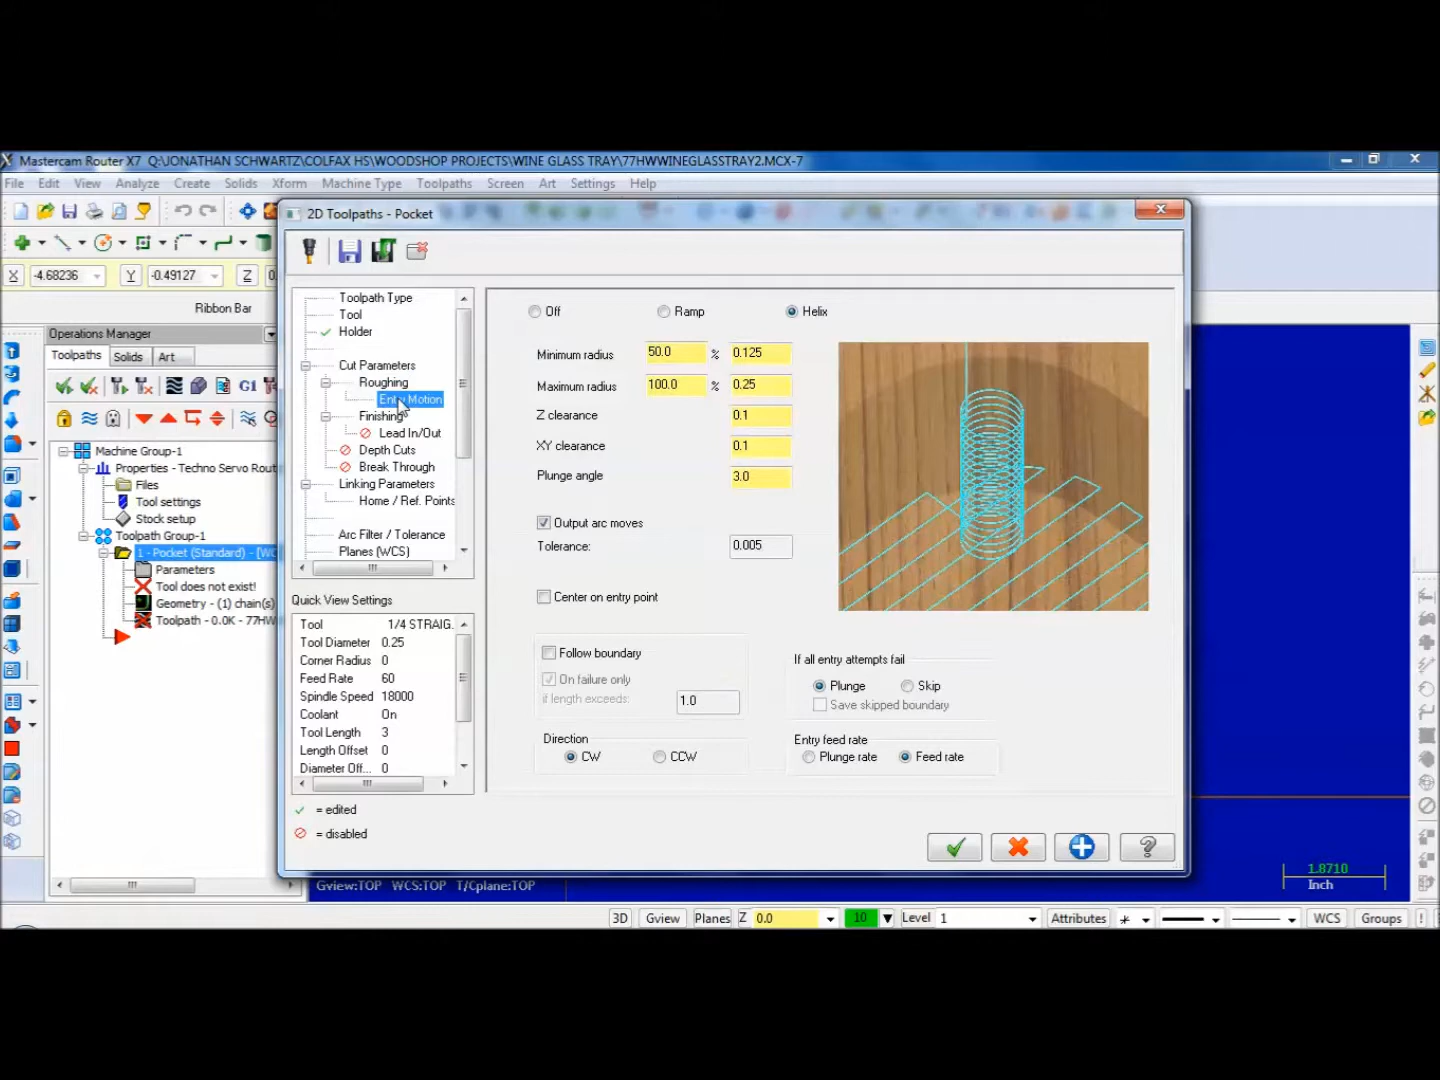 Mastercam Router X7 Q:\JONATHAN SCHWARTZ\COLFAX HS\WOODSHOP PROJECTS\WINE GLASS TRAY\77HWWINEGLASSTRAY2.MCX-7
File Edit View Analyze Create Solids Xform Machine Type Toolpaths Screen Art Settings Help
2D Toolpaths - Pocket
X -4.68236 Y -0.49127 Z
Ribbon Bar
Operations Manager
Toolpaths Solids Art
G1
Machine Group-1
Properties - Techno Servo Rout
Files
Tool settings
Stock setup
Toolpath Group-1
1 - Pocket (Standard) - [WC
Parameters
Tool does not exist!
Geometry - (1) chain(s)
Toolpath - 0.0K - 77HW
Toolpath Type
Tool
Holder
Cut Parameters
Roughing
Entry Motion
Finishing
Lead In/Out
Depth Cuts
Break Through
Linking Parameters
Home / Ref. Points
Arc Filter / Tolerance
Planes (WCS)
Quick View Settings
Tool 1/4 STRAIG.
Tool Diameter 0.25
Corner Radius 0
Feed Rate 60
Spindle Speed 18000
Coolant On
Tool Length 3
Length Offset 0
Diameter Off... 0
= edited
= disabled
Off Ramp Helix
Minimum radius 50.0 % 0.125
Maximum radius 100.0 % 0.25
Z clearance 0.1
XY clearance 0.1
Plunge angle 3.0
Output arc moves
Tolerance: 0.005
Center on entry point
Follow boundary
On failure only
if length exceeds: 1.0
If all entry attempts fail
Plunge Skip
Save skipped boundary
Direction
CW CCW
Entry feed rate
Plunge rate Feed rate
Gview:TOP WCS:TOP T/Cplane:TOP
1.8710
Inch
3D Gview Planes Z 0.0 10 Level 1 Attributes WCS Groups !